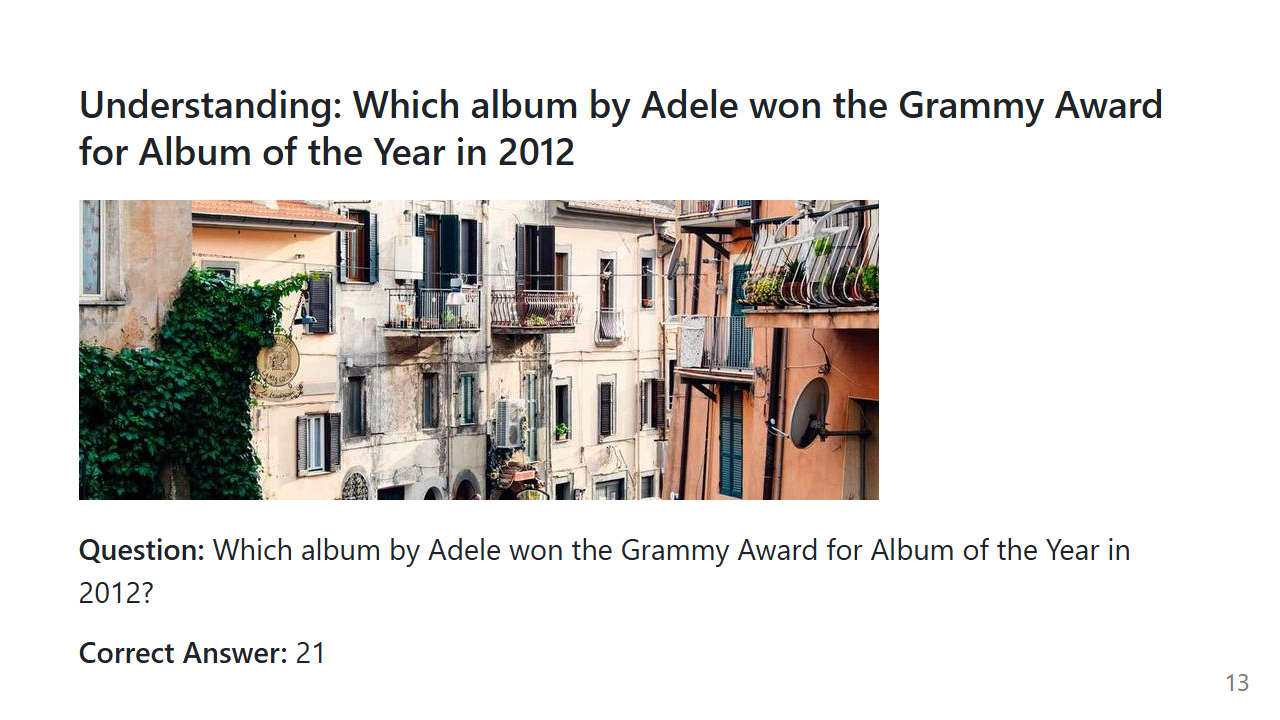 Understanding: Which album by Adele won the Grammy Award
for Album of the Year in 2012
Question: Which album by Adele won the Grammy Award for Album of the Year in
2012?
Correct Answer: 21
13